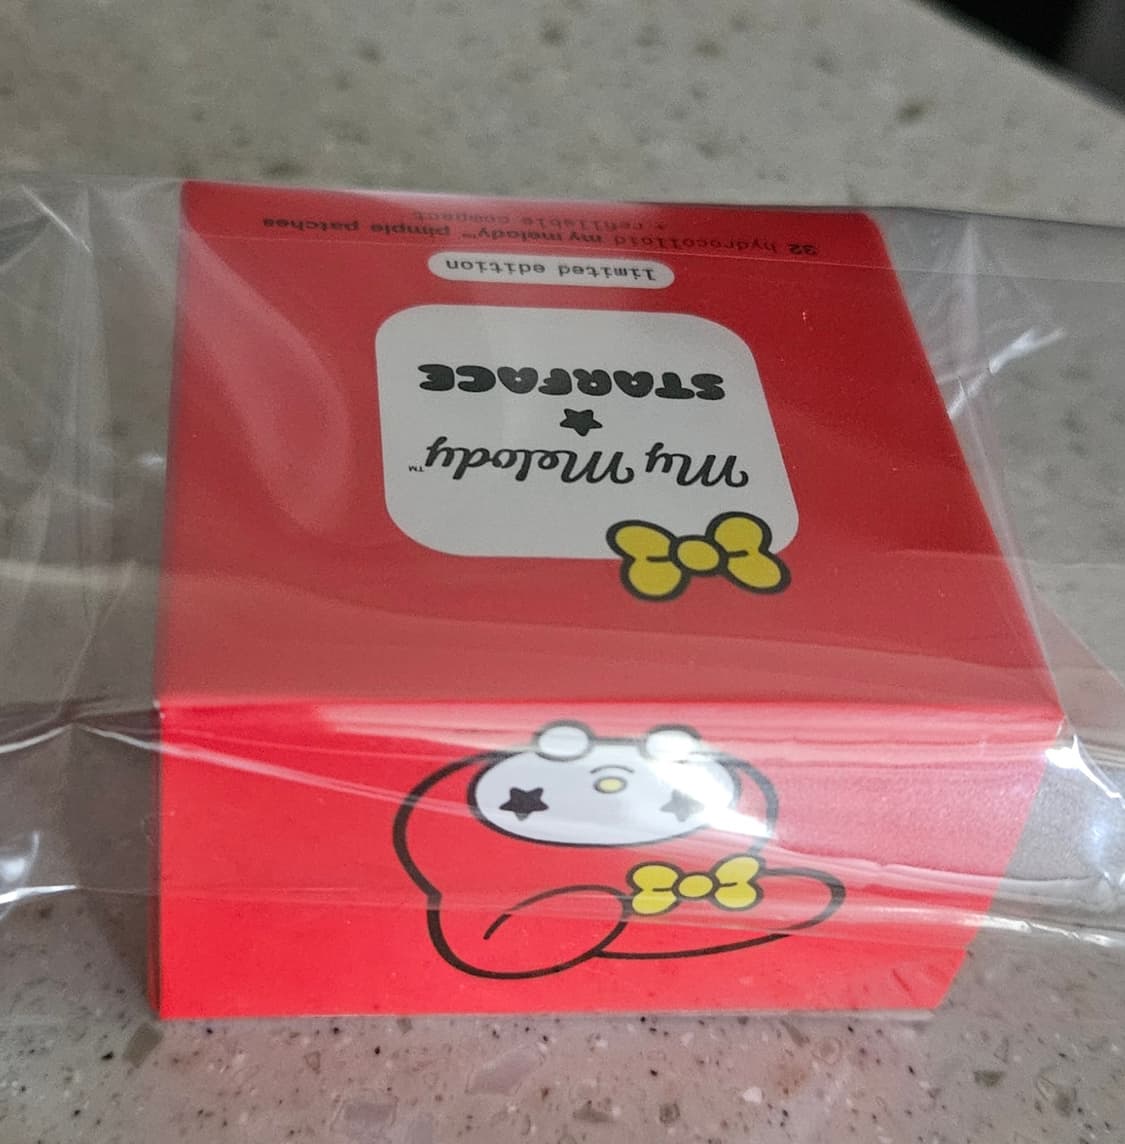 My Melody™
★
STARFACE
limited edition
32 hydrocolloid my melody™ pimple patches
+ refillable compact